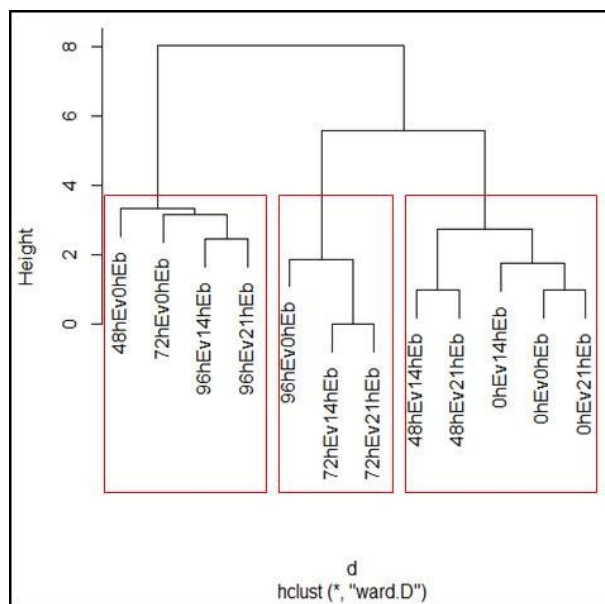 Height
8
6
4
2
0
48hEv0hEb
72hEv0hEb
96hEv14hEb
96hEv21hEb
96hEv0hEb
72hEv14hEb
72hEv21hEb
48hEv14hEb
48hEv21hEb
0hEv14hEb
0hEv0hEb
0hEv21hEb
d
hclust (*, "ward.D")